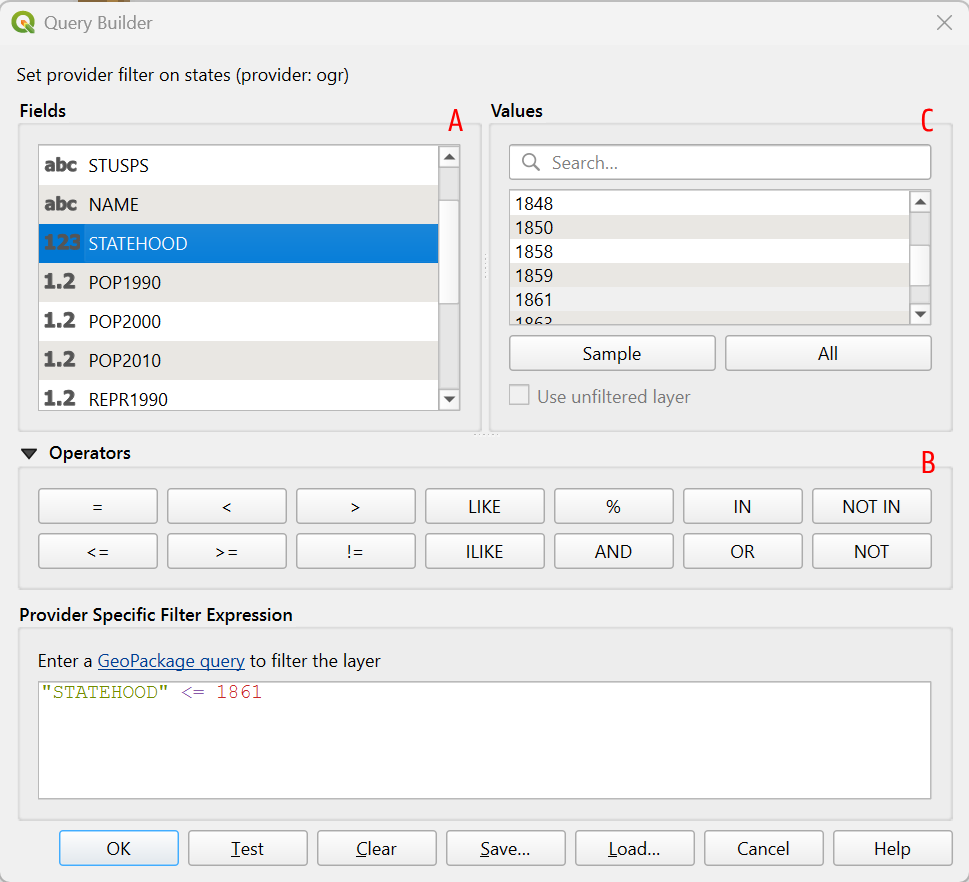 Query Builder
Set provider filter on states (provider: ogr)
Fields
A
abc STUSPS
abc NAME
123 STATEHOOD
1.2 POP1990
1.2 POP2000
1.2 POP2010
1.2 REPR1990
Values
C
Search...
1848
1850
1858
1859
1861
1863
Sample All
Use unfiltered layer
Operators
B
= < > LIKE % IN NOT IN
<= >= != ILIKE AND OR NOT
Provider Specific Filter Expression
Enter a GeoPackage query to filter the layer
"STATEHOOD" <= 1861
OK Test Clear Save... Load... Cancel Help